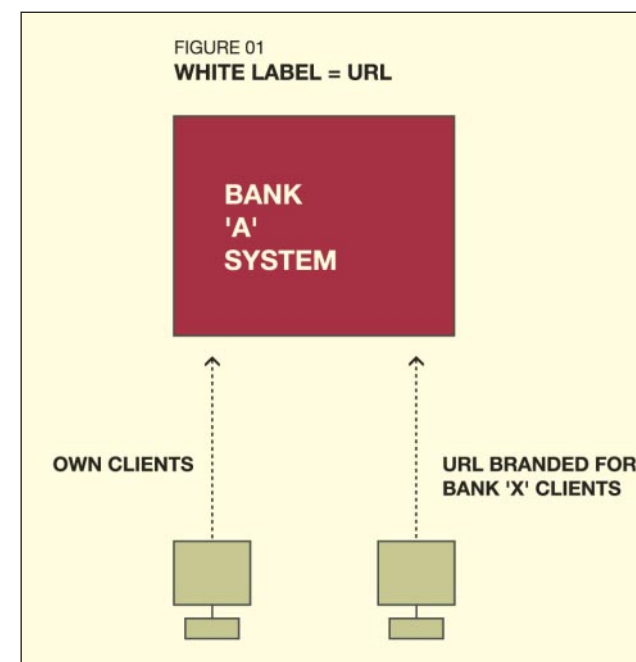 FIGURE 01
WHITE LABEL = URL
BANK
'A'
SYSTEM
OWN CLIENTS
URL BRANDED FOR
BANK 'X' CLIENTS